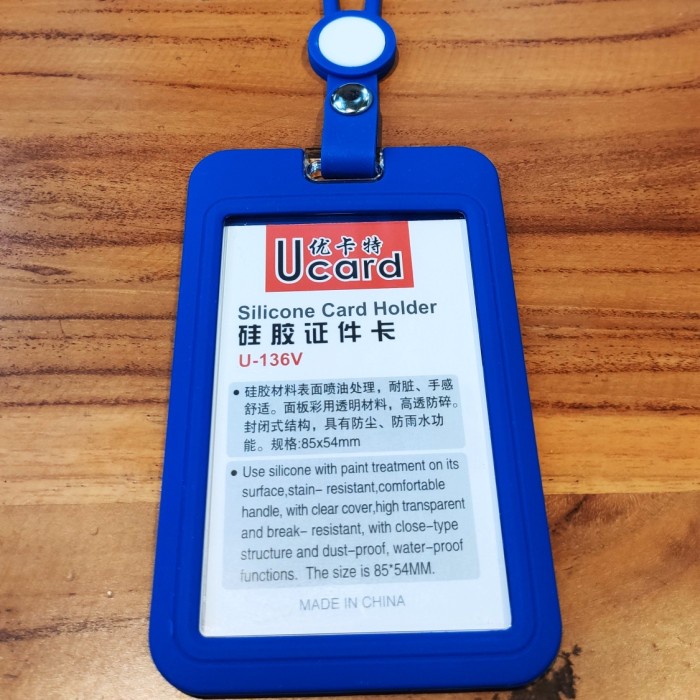 优卡特
Ucard
Silicone Card Holder
硅胶证件卡
U-136V
• 硅胶材料表面喷油处理，耐脏、手感
舒适。面板彩用透明材料，高透防碎。
封闭式结构，具有防尘、防雨水功
能。规格:85x54mm
• Use silicone with paint treatment on its
surface,stain- resistant,comfortable
handle, with clear cover,high transparent
and break- resistant, with close-type
structure and dust-proof, water-proof
functions. The size is 85*54MM.
MADE IN CHINA